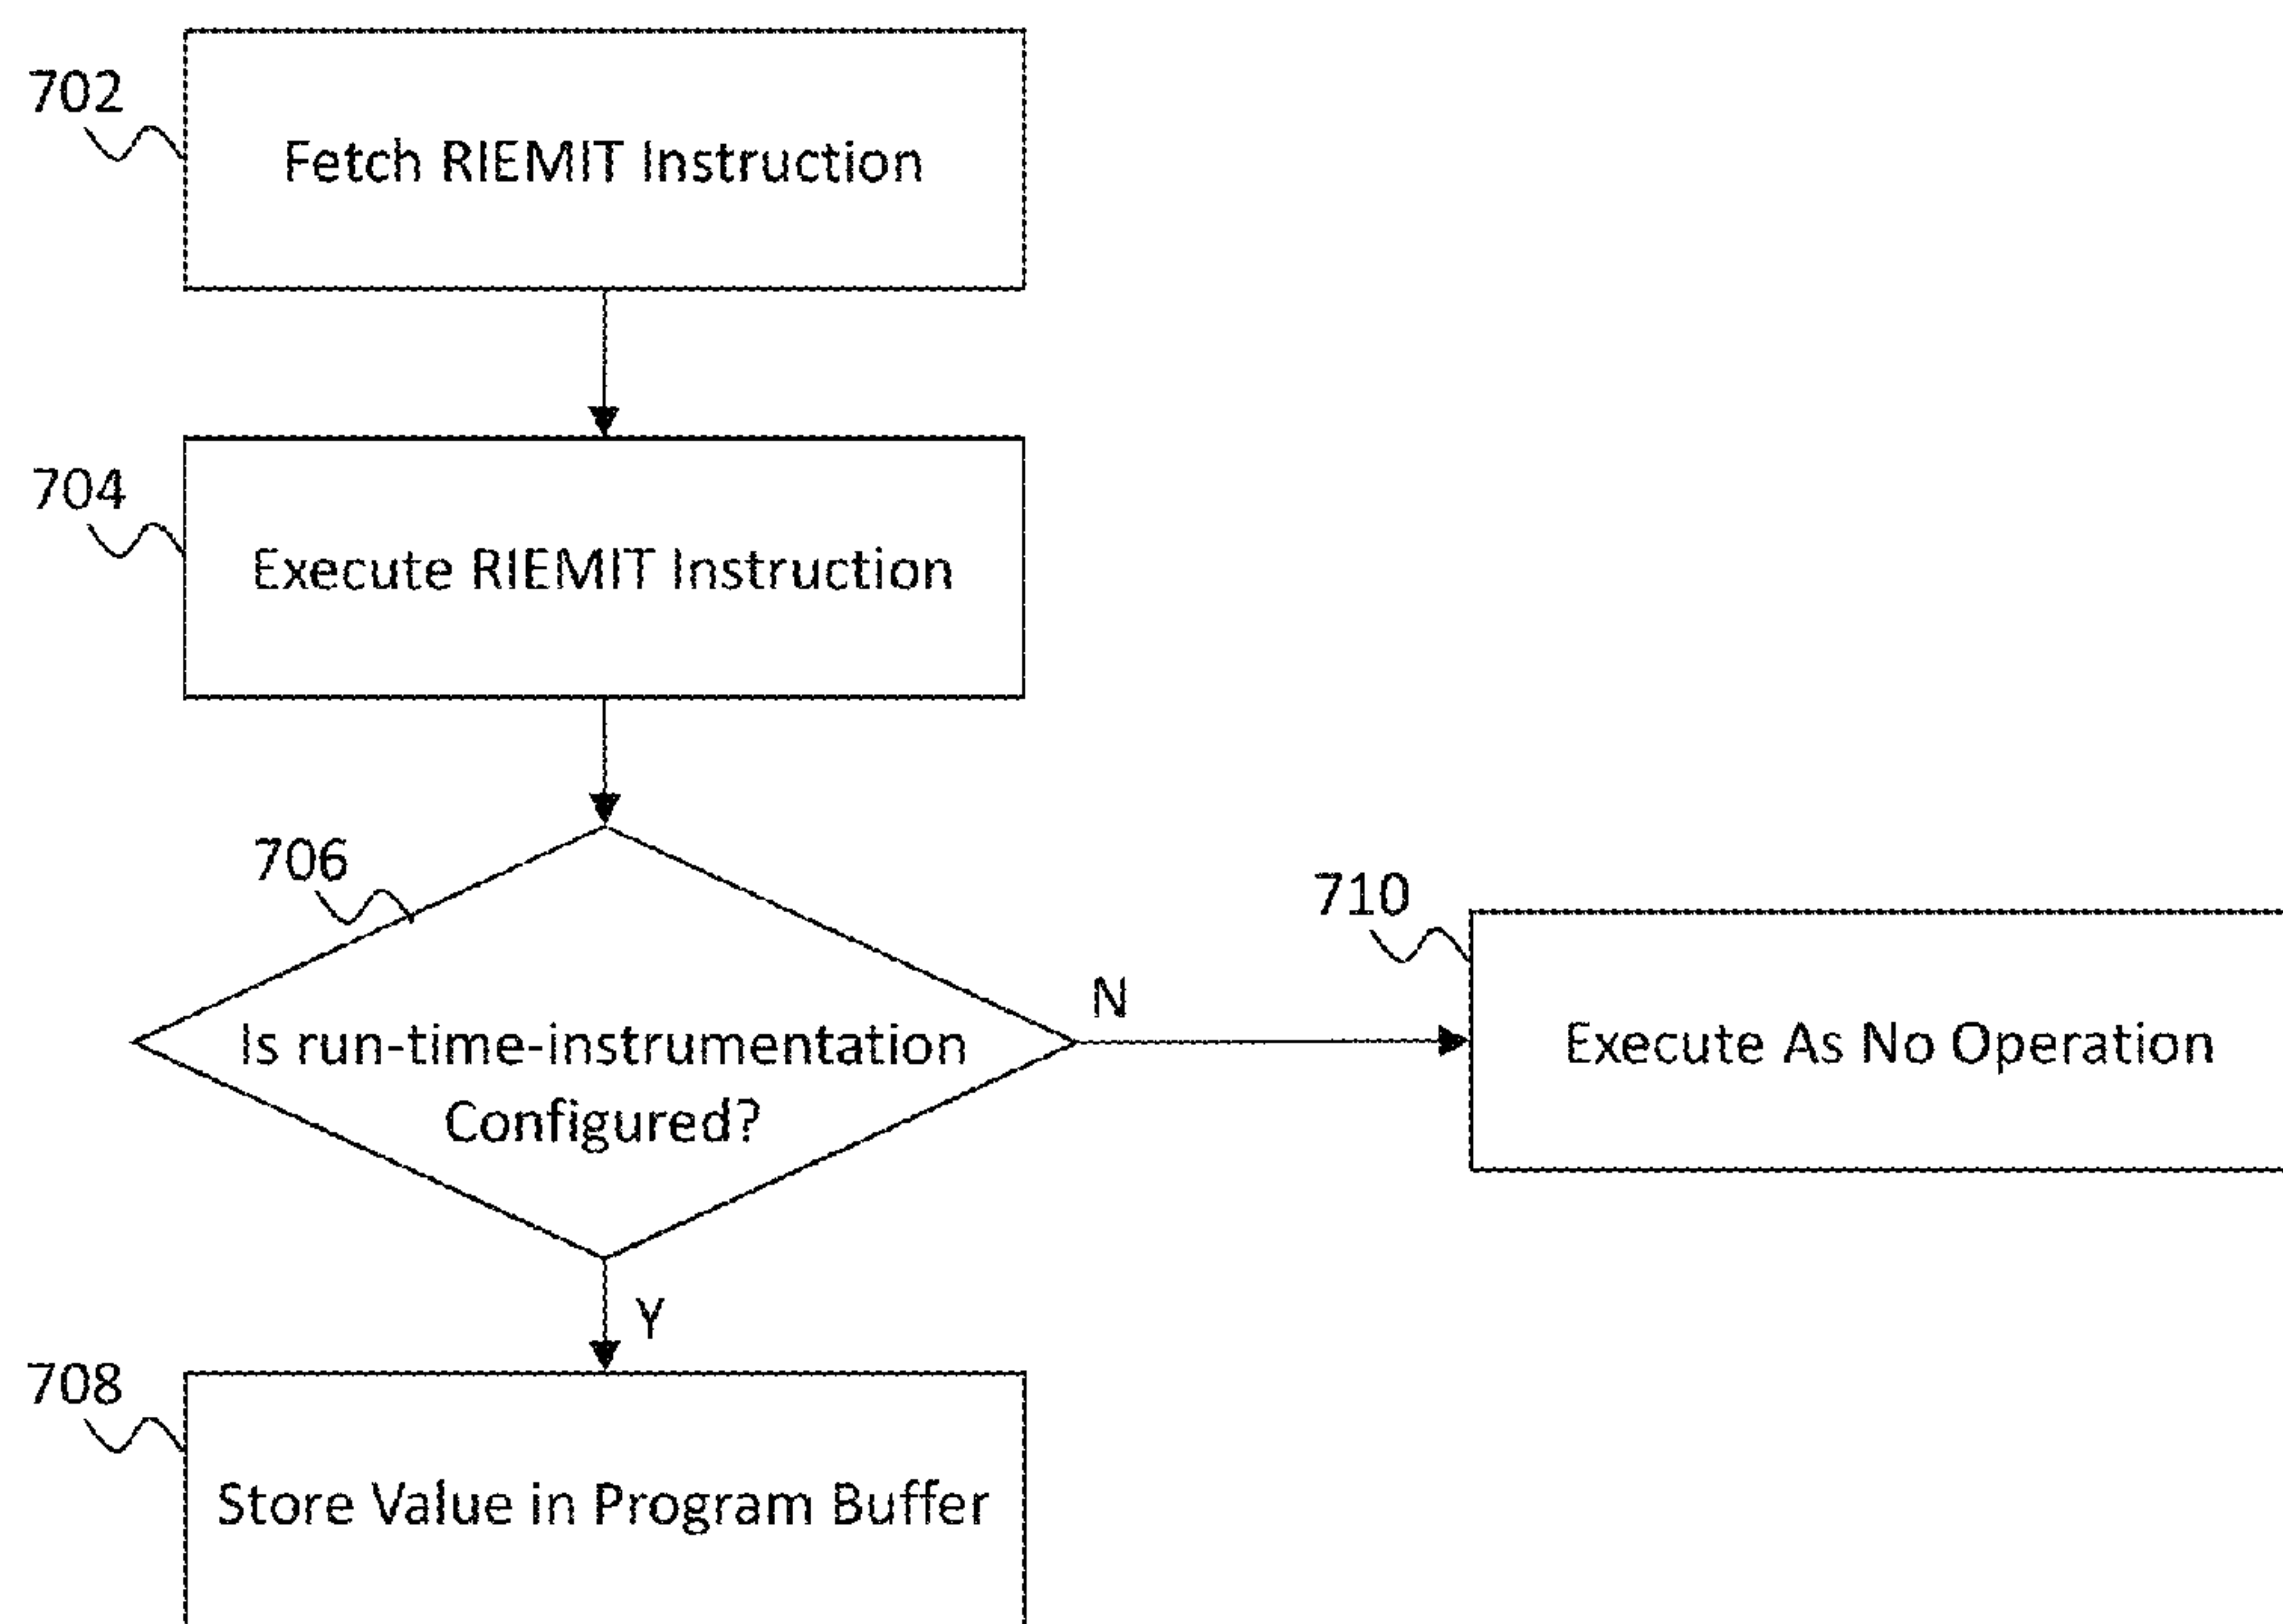 702
Fetch RIEMIT Instruction
704
Execute RIEMIT Instruction
706
Is run-time-instrumentation
Configured?
N
710
Execute As No Operation
Y
708
Store Value in Program Buffer